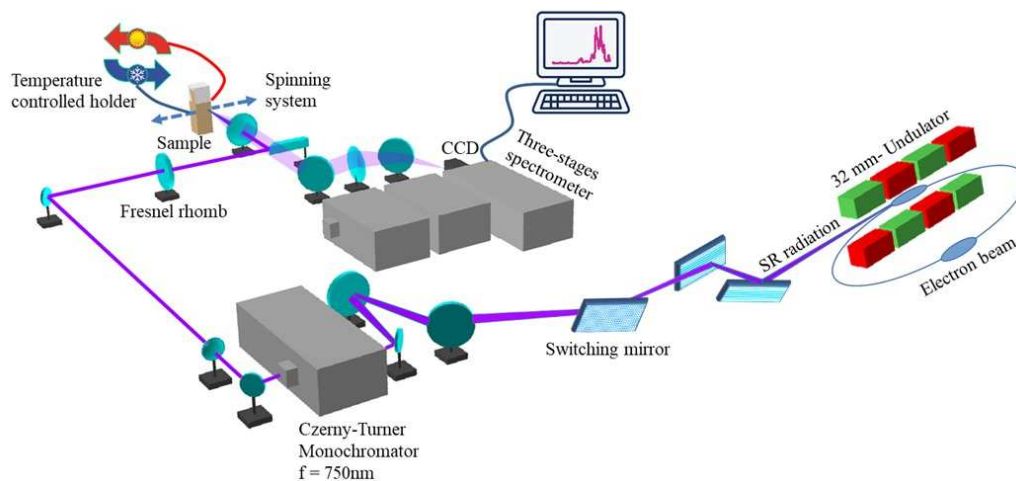 Temperature
controlled holder
Spinning
system
Sample
Fresnel rhomb
CCD
Three-stages
spectrometer
32 mm- Undulator
SR radiation
Electron beam
Switching mirror
Czerny-Turner
Monochromator
f = 750nm